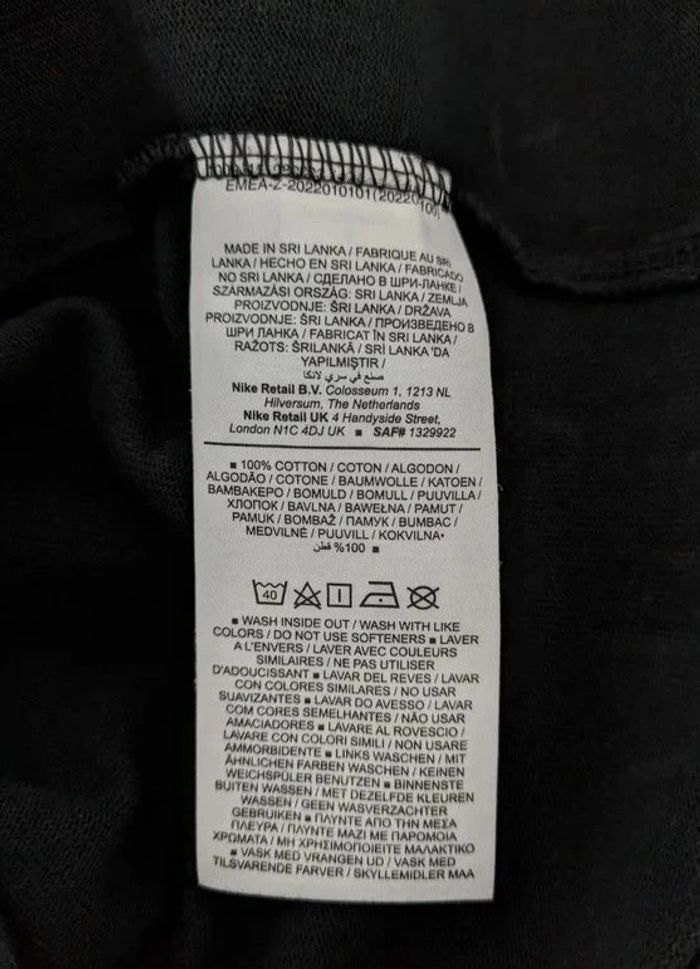 EMEA-Z-2022010101(20220100)
MADE IN SRI LANKA / FABRIQUE AU SRI
LANKA / HECHO EN SRI LANKA / FABRICADO
NO SRI LANKA / СДЕЛАНО В ШРИ-ЛАНКЕ /
SZÁRMAZÁSI ORSZÁG: SRI LANKA / ZEMLJA
PROIZVODNJE: ŠRI LANKA / DRŽAVA
PROIZVODNJE: ŠRI LANKA / ПРОИЗВЕДЕНО В
ШРИ ЛАНКА / FABRICAT ÎN SRI LANKA /
RAŽOTS: ŠRILANKĀ / SRİ LANKA'DA
YAPILMIŞTIR /
صنع في سري لانكا
Nike Retail B.V. Colosseum 1, 1213 NL
Hilversum, The Netherlands
Nike Retail UK 4 Handyside Street,
London N1C 4DJ UK ■ SAF# 1329922
■ 100% COTTON / COTON / ALGODON /
ALGODÃO / COTONE / BAUMWOLLE / KATOEN /
ΒΑΜΒΑΚΕΡΟ / BOMULD / BOMULL / PUUVILLA /
ХЛОПОК / BAVLNA / BAWEŁNA / PAMUT /
PAMUK / BOMBAŽ / ПАМУК / BUMBAC /
MEDVILNĖ / PUUVILL / KOKVILNA•
%100 قطن ■
40
■ WASH INSIDE OUT / WASH WITH LIKE
COLORS / DO NOT USE SOFTENERS ■ LAVER
A L'ENVERS / LAVER AVEC COULEURS
SIMILAIRES / NE PAS UTILISER
D'ADOUCISSANT ■ LAVAR DEL REVES / LAVAR
CON COLORES SIMILARES / NO USAR
SUAVIZANTES ■ LAVAR DO AVESSO / LAVAR
COM CORES SEMELHANTES / NÃO USAR
AMACIADORES ■ LAVARE AL ROVESCIO /
LAVARE CON COLORI SIMILI / NON USARE
AMMORBIDENTE ■ LINKS WASCHEN / MIT
ÄHNLICHEN FARBEN WASCHEN / KEINEN
WEICHSPÜLER BENUTZEN ■ BINNENSTE
BUITEN WASSEN / MET DEZELFDE KLEUREN
WASSEN / GEEN WASVERZACHTER
GEBRUIKEN ■ ΠΛΥΝΤΕ ΑΠΟ ΤΗΝ ΜΕΣΑ
ΠΛΕΥΡΑ / ΠΛΥΝΤΕ ΜΑΖΙ ΜΕ ΠΑΡΟΜΟΙΑ
ΧΡΩΜΑΤΑ / ΜΗ ΧΡΗΣΙΜΟΠΟΙΕΙΤΕ ΜΑΛΑΚΤΙΚΟ
■ VASK MED VRANGEN UD / VASK MED
TILSVARENDE FARVER / SKYLLEMIDLER MAA